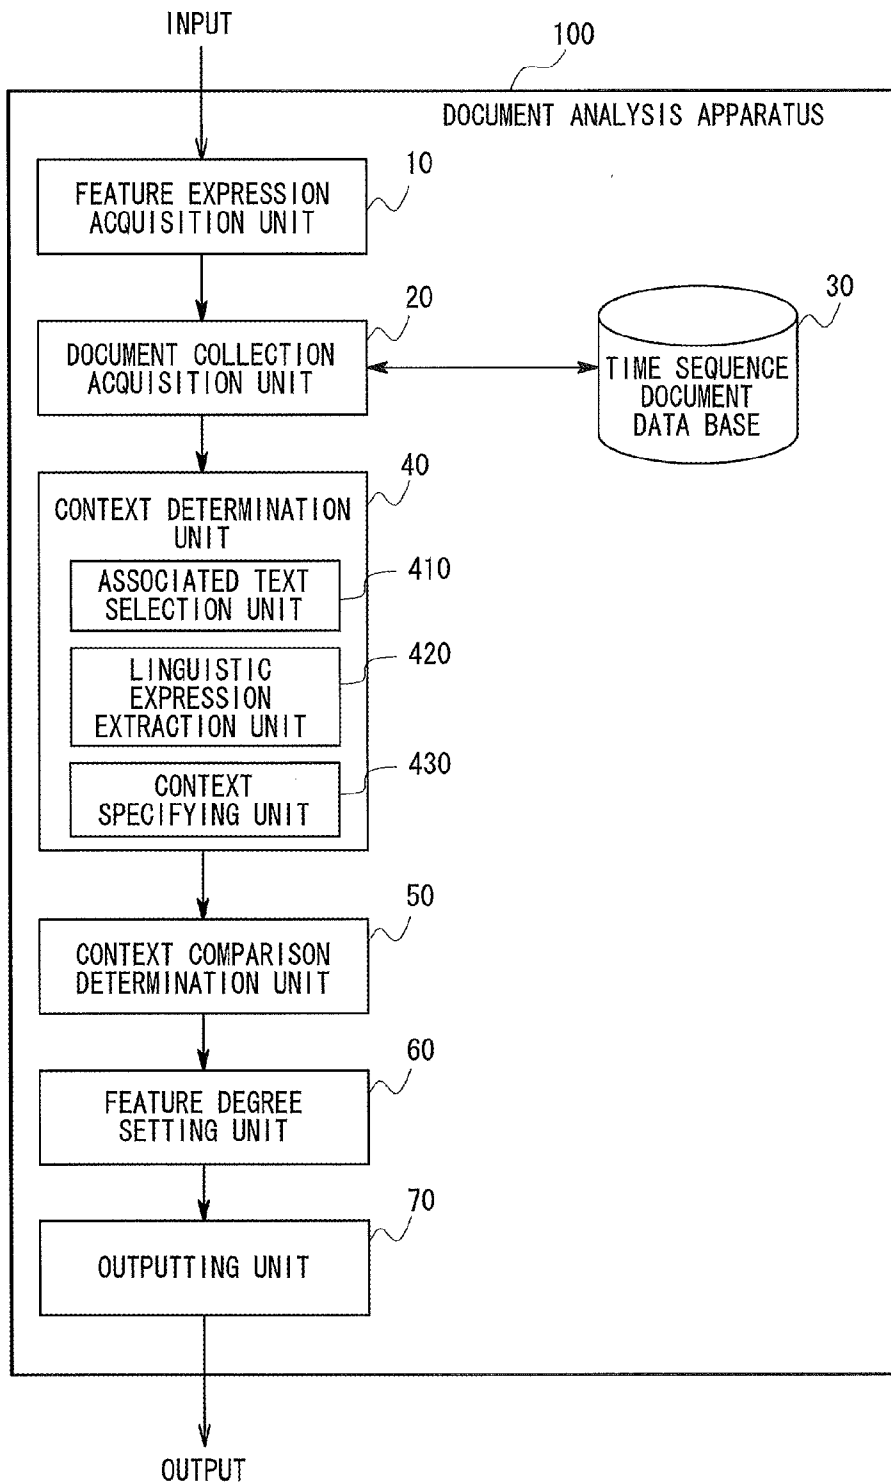 INPUT
100
DOCUMENT ANALYSIS APPARATUS
10
FEATURE EXPRESSION
ACQUISITION UNIT
20
DOCUMENT COLLECTION
ACQUISITION UNIT
30
TIME SEQUENCE
DOCUMENT
DATA BASE
40
CONTEXT DETERMINATION
UNIT
410
ASSOCIATED TEXT
SELECTION UNIT
420
LINGUISTIC
EXPRESSION
EXTRACTION UNIT
430
CONTEXT
SPECIFYING UNIT
50
CONTEXT COMPARISON
DETERMINATION UNIT
60
FEATURE DEGREE
SETTING UNIT
70
OUTPUTTING UNIT
OUTPUT